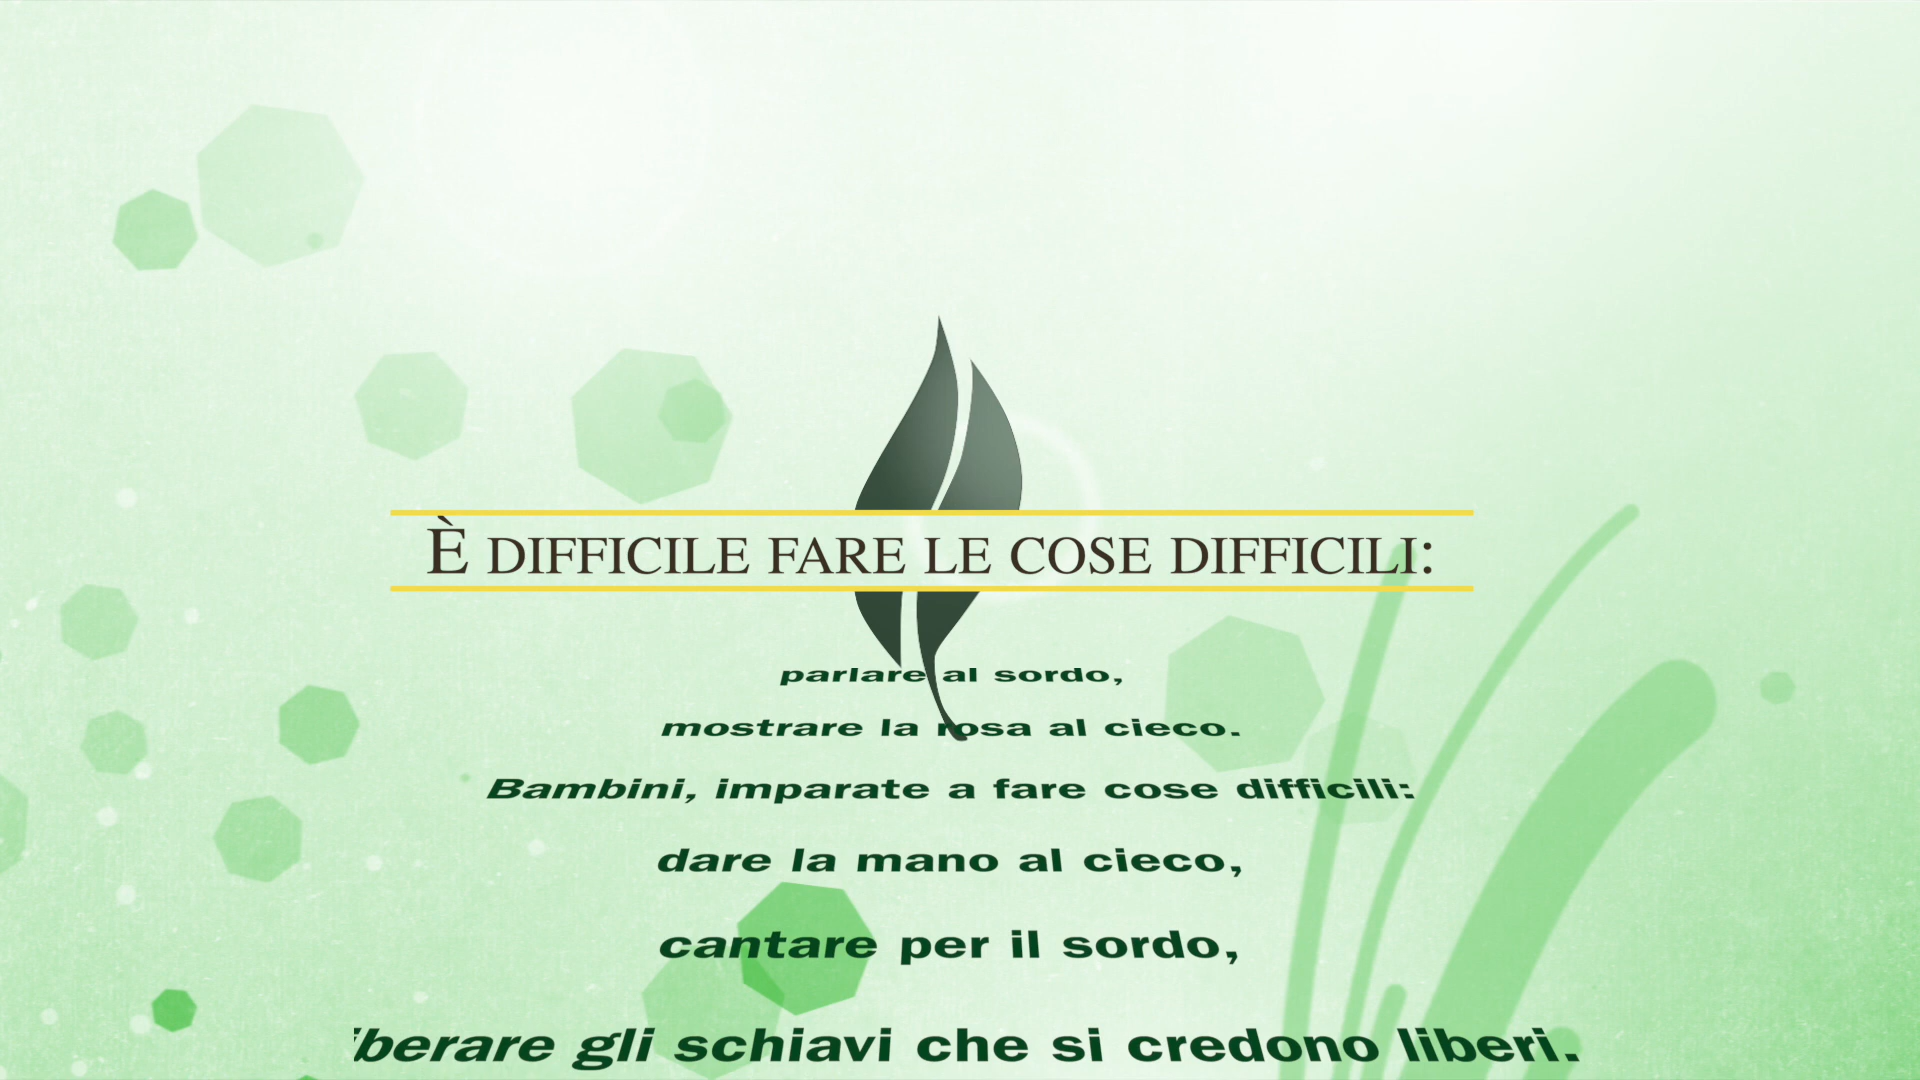 È DIFFICILE FARE LE COSE DIFFICILI:
parlare al sordo,
mostrare la rosa al cieco.
Bambini, imparate a fare cose difficili:
dare la mano al cieco,
cantare per il sordo,
iberare gli schiavi che si credono liberi.